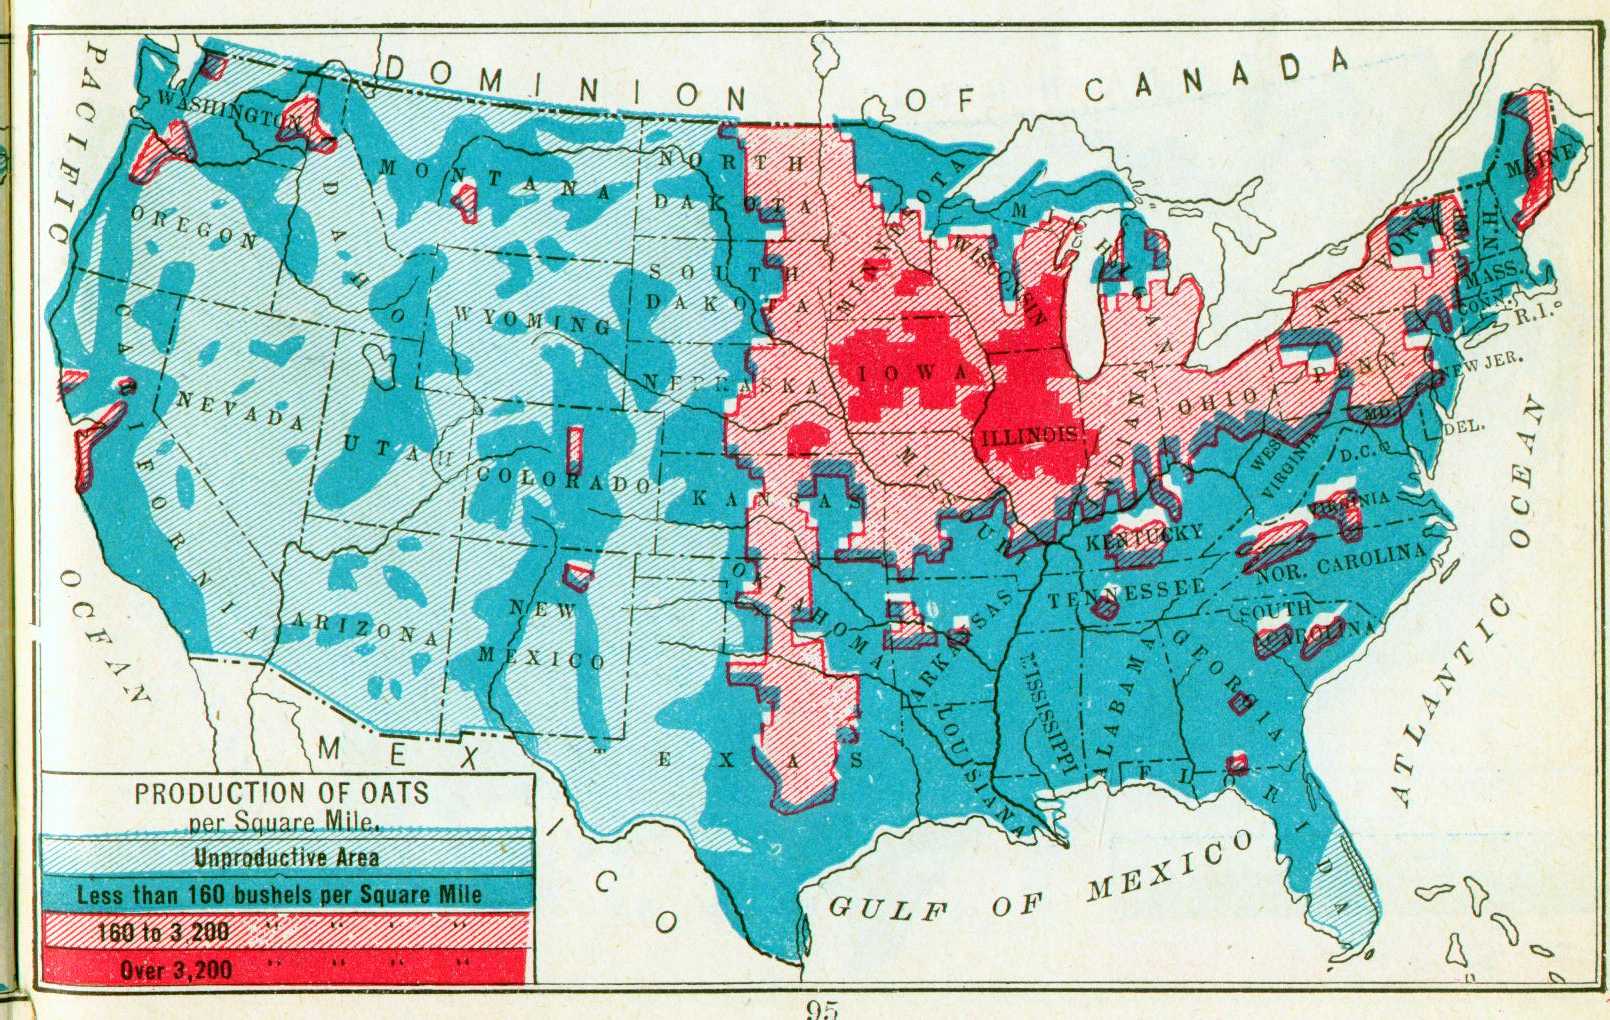 DOMINION OF CANADA
PACIFIC
OCEAN
WASHINGTON
OREGON
CALIFORNIA
IDAHO
MONTANA
NEVADA
UTAH
ARIZONA
WYOMING
COLORADO
NEW
MEXICO
NORTH
DAKOTA
SOUTH
DAKOTA
NEBRASKA
KANSAS
OKLAHOMA
TEXAS
MINNESOTA
IOWA
MISSOURI
ARKANSAS
LOUISIANA
WISCONSIN
MICHIGAN
ILLINOIS
INDIANA
OHIO
KENTUCKY
TENNESSEE
MISSISSIPPI
ALABAMA
GEORGIA
FLORIDA
SOUTH
CAROLINA
NOR. CAROLINA
VIRGINIA
WEST
VIRGINIA
D.C.
MD.
DEL.
NEW JER.
PENN.
NEW YORK
CONN.
R.I.
MASS.
N.H.
MAINE
ATLANTIC OCEAN
GULF OF MEXICO
MEXICO
PRODUCTION OF OATS
per Square Mile.
Unproductive Area
Less than 160 bushels per Square Mile
160 to 3,200 " " " "
Over 3,200 " " " "
95